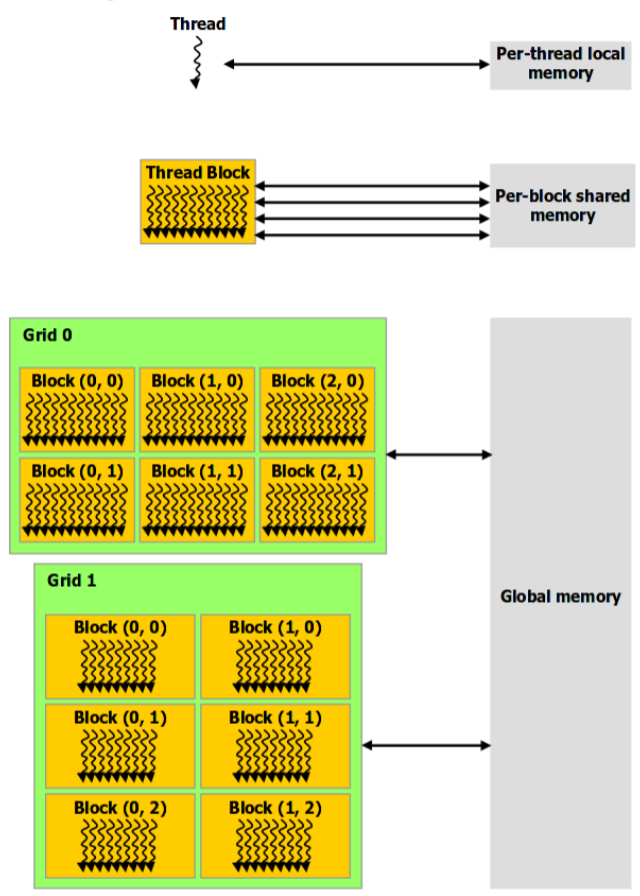 Thread
Per-thread local
memory
Thread Block
Per-block shared
memory
Grid 0
Block (0, 0)
Block (1, 0)
Block (2, 0)
Block (0, 1)
Block (1, 1)
Block (2, 1)
Grid 1
Block (0, 0)
Block (1, 0)
Global memory
Block (0, 1)
Block (1, 1)
Block (0, 2)
Block (1, 2)